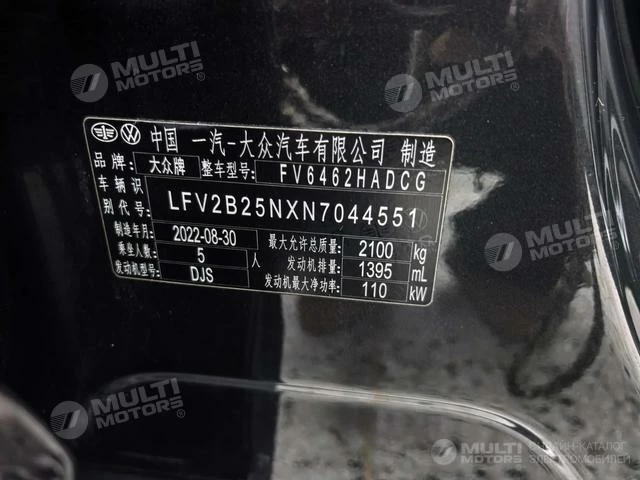 MULTI MOTORS
MULTI MOTORS
中国 一汽-大众汽车有限公司 制造
品牌: 大众牌 整车型号: FV6462HADCG
车辆识别代号: LFV2B25NXN7044551
制造年月: 2022-08-30 最大允许总质量: 2100 kg
乘坐人数: 5 人 发动机排量: 1395 mL
发动机型号: DJS 发动机最大净功率: 110 kW
MULTI MOTORS
MULTI MOTORS
MULTI MOTORS
ОНЛАЙН-КАТАЛОГ
ЭЛЕКТРОМОБИЛЕЙ